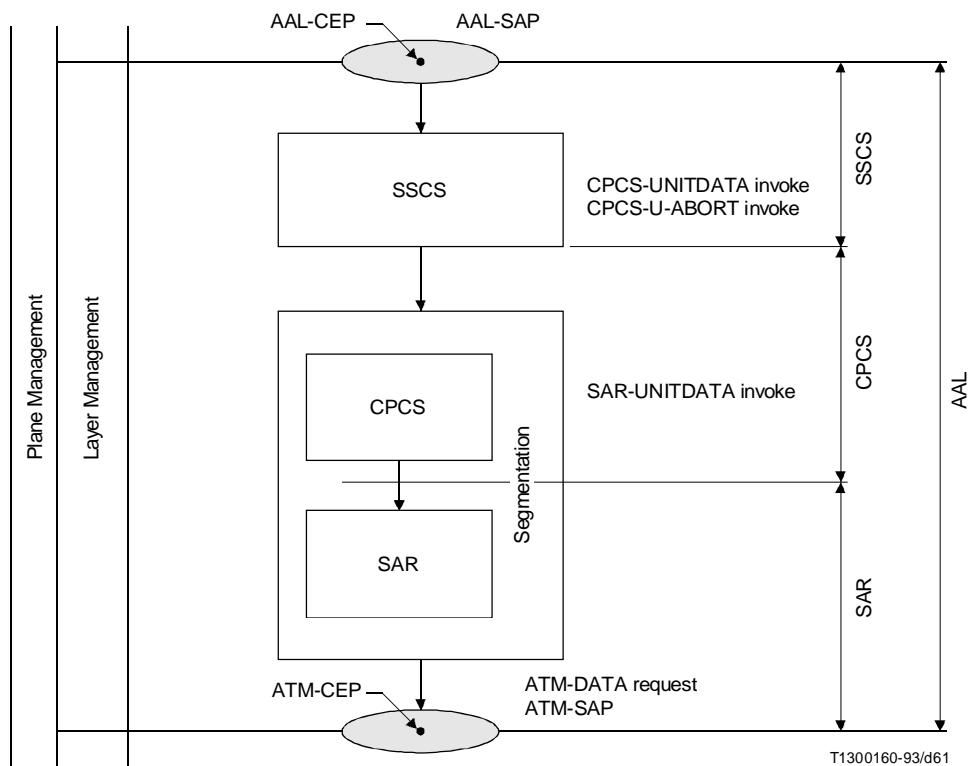 AAL-CEP
AAL-SAP
SSCS
CPCS-UNITDATA invoke
CPCS-U-ABORT invoke
SSCS
Plane Management
Layer Management
CPCS
SAR-UNITDATA invoke
CPCS
AAL
Segmentation
SAR
SAR
ATM-CEP
ATM-DATA request
ATM-SAP
T1300160-93/d61